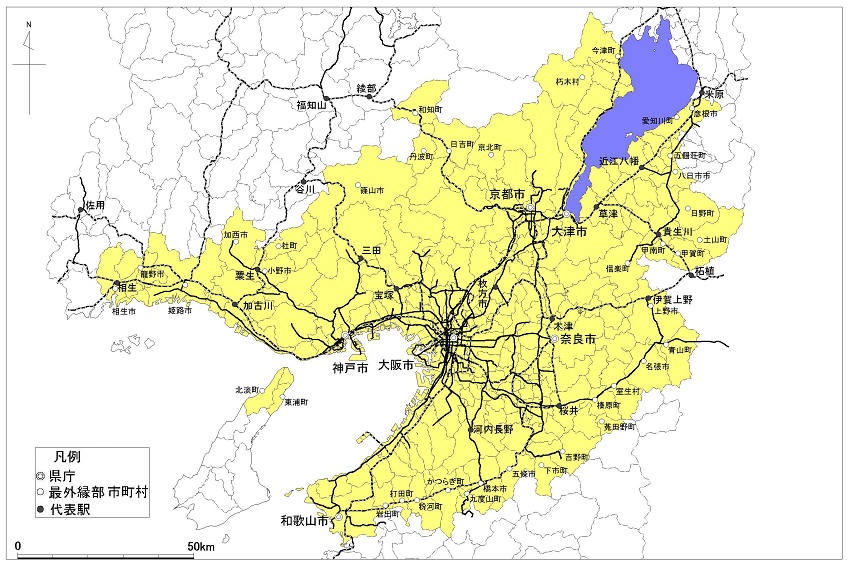 N
今津町
朽木村
米原
綾部
福知山
和知町
彦根市
愛知川町
日吉町
京北町
丹波町
五個荘町
近江八幡
八日市市
谷川
篠山市
京都市
佐用
草津
日野町
大津市
加西市
社町
貴生川
土山町
三田
甲南町
甲賀町
龍野市
粟生
小野市
信楽町
柘植
相生
宝塚
枚方市
加古川
伊賀上野
相生市
姫路市
上野市
木津
奈良市
神戸市
大阪市
青山町
名張市
北淡町
室生村
東浦町
榛原町
桜井
莵田野町
河内長野
吉野町
下市町
五條市
かつらぎ町
橋本市
打田町
九度山町
粉河町
岩出町
和歌山市
凡例
県庁
最外縁部市町村
代表駅
0 50km